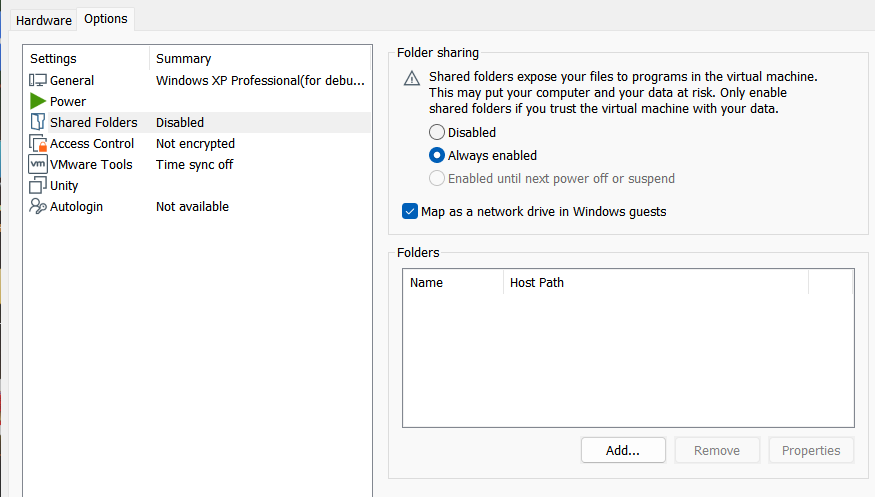 Hardware Options
Settings Summary
General Windows XP Professional(for debu...
Power
Shared Folders Disabled
Access Control Not encrypted
vm VMware Tools Time sync off
Unity
Autologin Not available
Folder sharing
Shared folders expose your files to programs in the virtual machine.
This may put your computer and your data at risk. Only enable
shared folders if you trust the virtual machine with your data.
Disabled
Always enabled
Enabled until next power off or suspend
Map as a network drive in Windows guests
Folders
Name Host Path
Add... Remove Properties